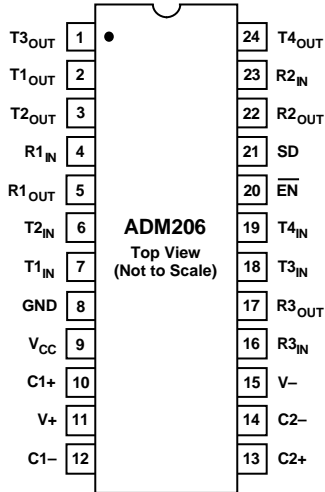 T3OUT 1 24 T4OUT
T1OUT 2 23 R2IN
T2OUT 3 22 R2OUT
R1IN 4 21 SD
R1OUT 5 20 EN
T2IN 6 ADM206 19 T4IN
Top View
T1IN 7 (Not to Scale) 18 T3IN
GND 8 17 R3OUT
VCC 9 16 R3IN
C1+ 10 15 V–
V+ 11 14 C2–
C1– 12 13 C2+